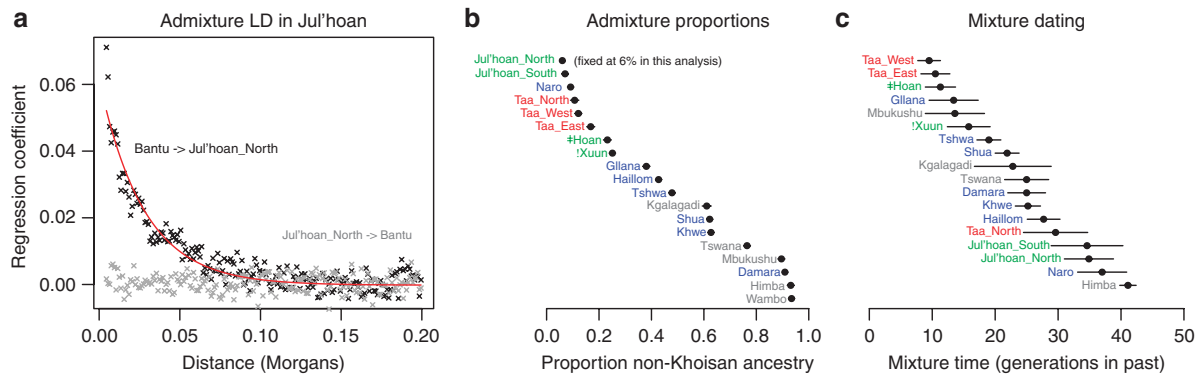 a
Admixture LD in Jul'hoan
Regression coefficient
0.06
0.04
0.02
0.00
Bantu -> Jul'hoan_North
Jul'hoan_North -> Bantu
0.00 0.05 0.10 0.15 0.20
Distance (Morgans)
b
Admixture proportions
Jul'hoan_North (fixed at 6% in this analysis)
Jul'hoan_South
Naro
Taa_North
Taa_West
Taa_East
ǂHoan
!Xuun
Gllana
Haillom
Tshwa
Kgalagadi
Shua
Khwe
Tswana
Mbukushu
Damara
Himba
Wambo
0.0 0.2 0.4 0.6 0.8 1.0
Proportion non-Khoisan ancestry
c
Mixture dating
Taa_West
Taa_East
ǂHoan
Gllana
Mbukushu
!Xuun
Tshwa
Shua
Kgalagadi
Tswana
Damara
Khwe
Haillom
Taa_North
Jul'hoan_South
Jul'hoan_North
Naro
Himba
0 10 20 30 40 50
Mixture time (generations in past)